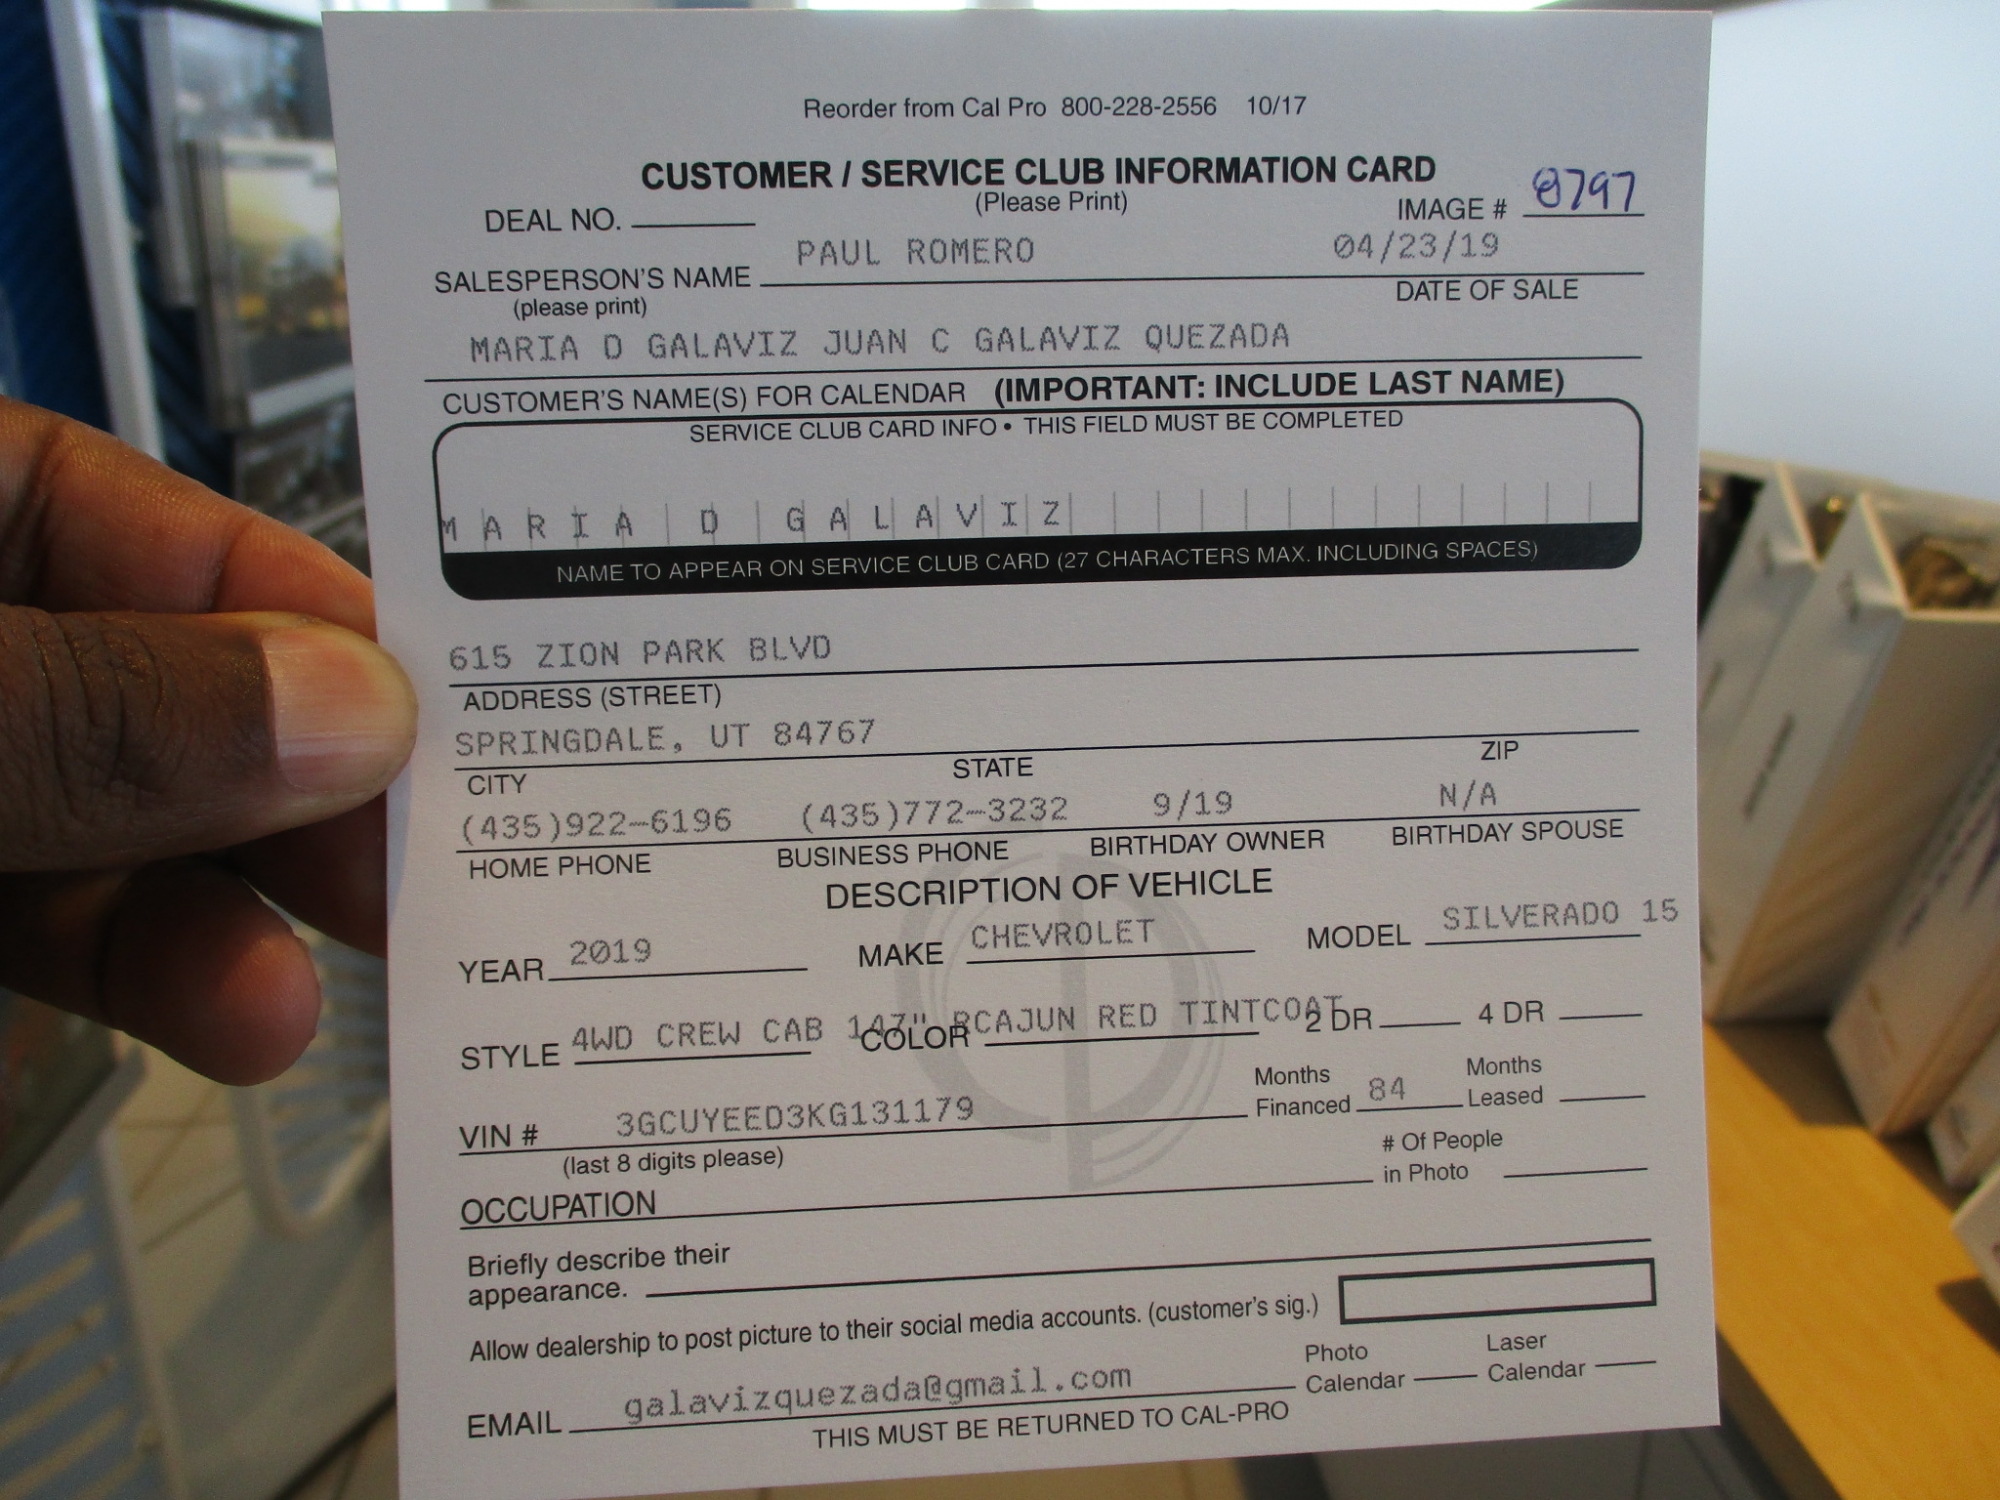 Reorder from Cal Pro 800-228-2556 10/17
CUSTOMER / SERVICE CLUB INFORMATION CARD
(Please Print)
DEAL NO. IMAGE # 8797
SALESPERSON'S NAME PAUL ROMERO 04/23/19
(please print) DATE OF SALE
MARIA D GALAVIZ JUAN C GALAVIZ QUEZADA
CUSTOMER'S NAME(S) FOR CALENDAR (IMPORTANT: INCLUDE LAST NAME)
SERVICE CLUB CARD INFO • THIS FIELD MUST BE COMPLETED
MARIA D GALAVIZ
NAME TO APPEAR ON SERVICE CLUB CARD (27 CHARACTERS MAX. INCLUDING SPACES)
615 ZION PARK BLVD
ADDRESS (STREET)
SPRINGDALE, UT 84767
CITY STATE ZIP
(435)922-6196 (435)772-3232 9/19 N/A
HOME PHONE BUSINESS PHONE BIRTHDAY OWNER BIRTHDAY SPOUSE
DESCRIPTION OF VEHICLE
YEAR 2019 MAKE CHEVROLET MODEL SILVERADO 15
STYLE 4WD CREW CAB 147" R COLOR CAJUN RED TINTCOAT 2 DR 4 DR
VIN # 3GCUYEED3KG131179 Months Financed 84 Months Leased
(last 8 digits please)
OCCUPATION # Of People in Photo
Briefly describe their
appearance.
Allow dealership to post picture to their social media accounts. (customer's sig.)
EMAIL galavizquezada@gmail.com Photo Calendar Laser Calendar
THIS MUST BE RETURNED TO CAL-PRO